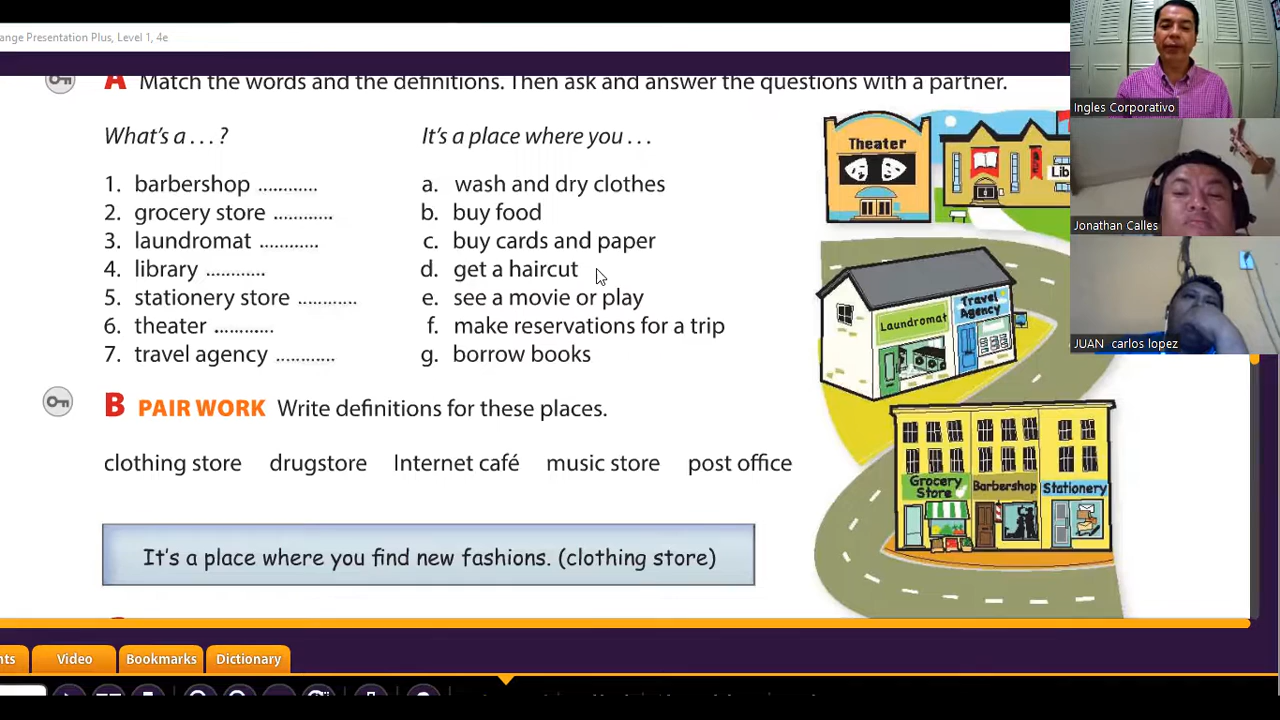 ange Presentation Plus, Level 1, 4e
A Match the words and the definitions. Then ask and answer the questions with a partner.
What's a . . . ?
It's a place where you . . .
1. barbershop ............
2. grocery store ............
3. laundromat ............
4. library ............
5. stationery store ............
6. theater ............
7. travel agency ............
a. wash and dry clothes
b. buy food
c. buy cards and paper
d. get a haircut
e. see a movie or play
f. make reservations for a trip
g. borrow books
B PAIR WORK Write definitions for these places.
clothing store drugstore Internet café music store post office
It's a place where you find new fashions. (clothing store)
Theater
Lib
Laundromat
Travel
Agency
Grocery
Store
Barbershop
Stationery
Ingles Corporativo
Jonathan Calles
JUAN carlos lopez
nts
Video
Bookmarks
Dictionary